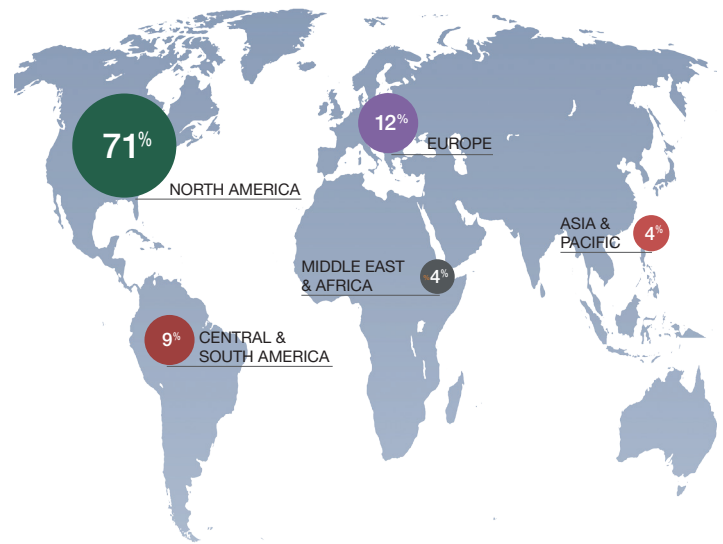 71%
NORTH AMERICA
12%
EUROPE
ASIA &
PACIFIC
4%
MIDDLE EAST
& AFRICA
4%
9%
CENTRAL &
SOUTH AMERICA